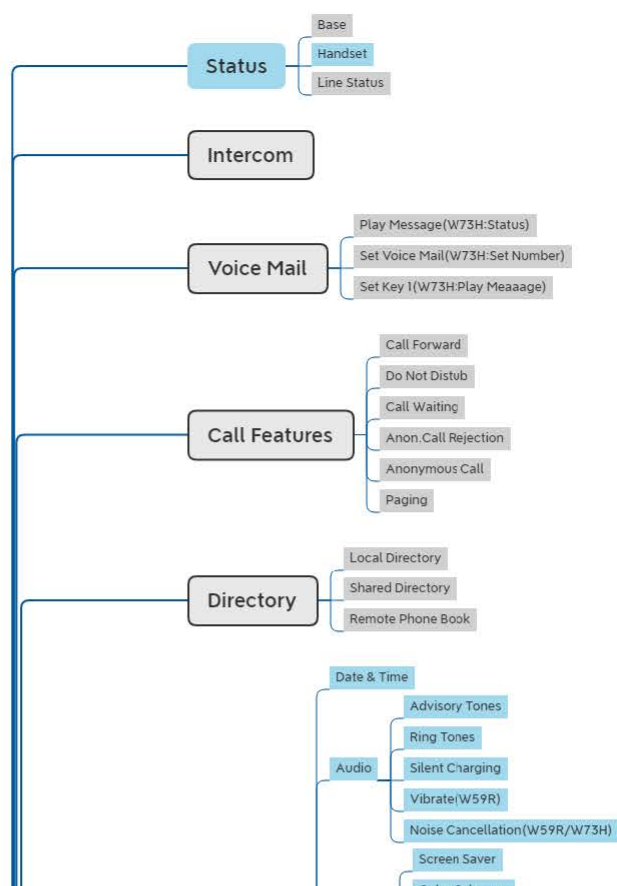 Base
Status
Handset
Line Status
Intercom
Play Message(W73H:Status)
Voice Mail
Set Voice Mail(W73H:Set Number)
Set Key 1(W73H:Play Meaaage)
Call Forward
Do Not Distub
Call Waiting
Call Features
Anon.Call Rejection
Anonymous Call
Paging
Local Directory
Directory
Shared Directory
Remote Phone Book
Date & Time
Advisory Tones
Ring Tones
Audio
Silent Charging
Vibrate(W59R)
Noise Cancellation(W59R/W73H)
Screen Saver